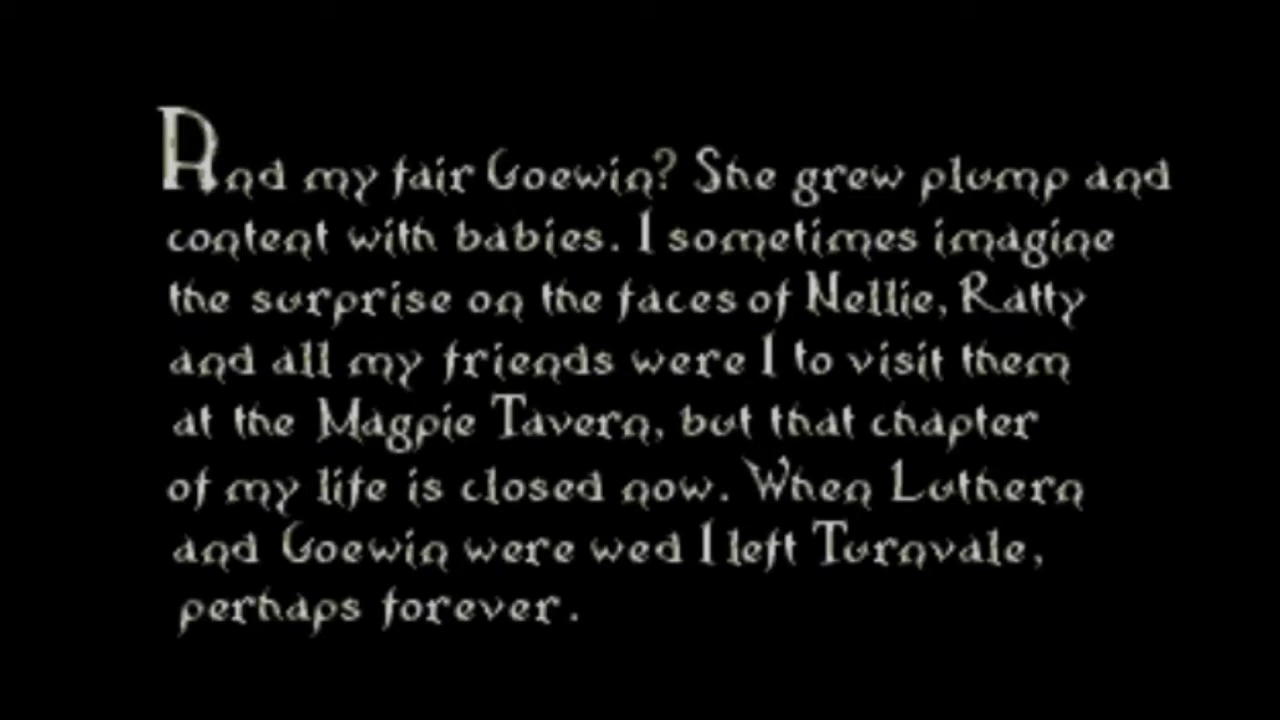 And my fair Goewin? She grew plump and
content with babies. I sometimes imagine
the surprise on the faces of Nellie, Ratty
and all my friends were I to visit them
at the Magpie Tavern, but that chapter
of my life is closed now. When Luthern
and Goewin were wed I left Turnvale,
perhaps forever.